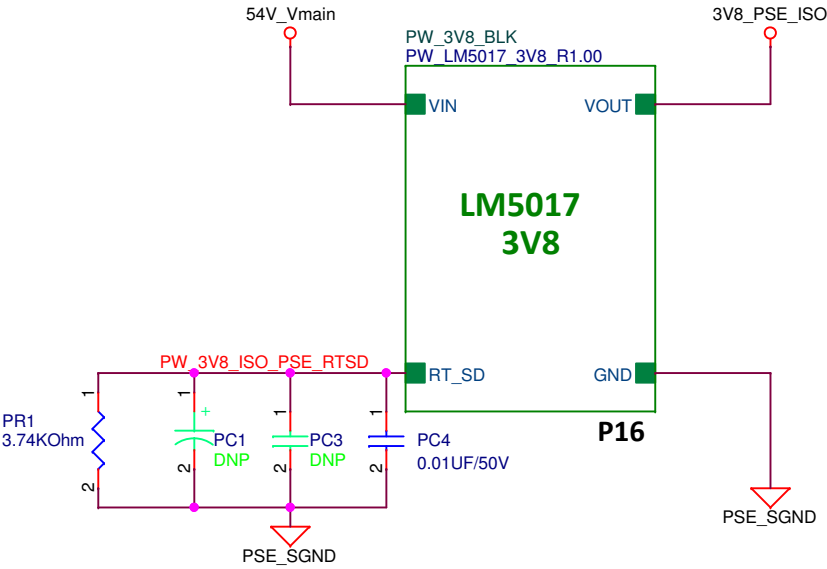 54V_Vmain
3V8_PSE_ISO
PW_3V8_BLK
PW_LM5017_3V8_R1.00
VIN
VOUT
LM5017
3V8
PW_3V8_ISO_PSE_RTSD
RT_SD
GND
1
1
1
1
PR1
3.74KOhm
+
PC1
DNP
PC3
DNP
PC4
0.01UF/50V
P16
2
2
2
2
PSE_SGND
PSE_SGND